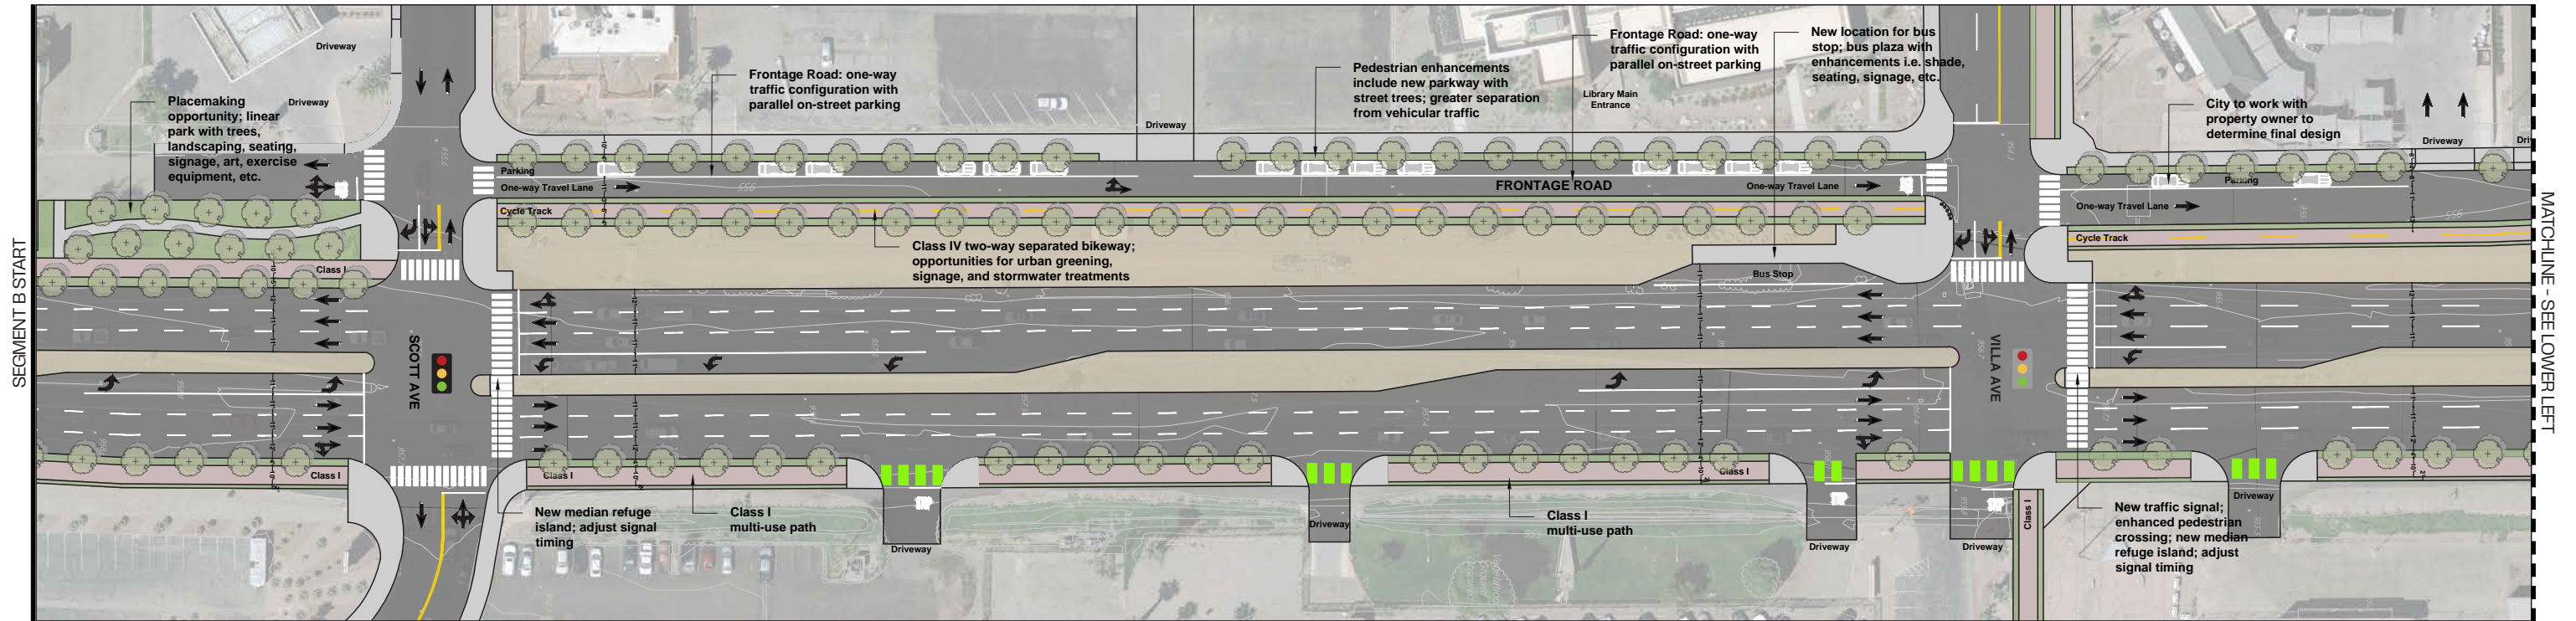 SEGMENT B START
Driveway
Driveway
Placemaking
opportunity; linear
park with trees,
landscaping, seating,
signage, art, exercise
equipment, etc.
Class I
Class I
SCOTT AVE
Frontage Road: one-way
traffic configuration with
parallel on-street parking
Driveway
Parking
One-way Travel Lane
Cycle Track
Class IV two-way separated bikeway;
opportunities for urban greening,
signage, and stormwater treatments
Pedestrian enhancements
include new parkway with
street trees; greater separation
from vehicular traffic
Frontage Road: one-way
traffic configuration with
parallel on-street parking
Library Main
Entrance
New location for bus
stop; bus plaza with
enhancements i.e. shade,
seating, signage, etc.
FRONTAGE ROAD
One-way Travel Lane
Bus Stop
VILLA AVE
City to work with
property owner to
determine final design
Driveway
Parking
One-way Travel Lane
Cycle Track
Class I
New median refuge
island; adjust signal
timing
Class I
multi-use path
Driveway
Driveway
Class I
multi-use path
Class I
Driveway
Driveway
Class I
Driveway
New traffic signal;
enhanced pedestrian
crossing; new median
refuge island; adjust
signal timing
MATCHLINE - SEE LOWER LEFT